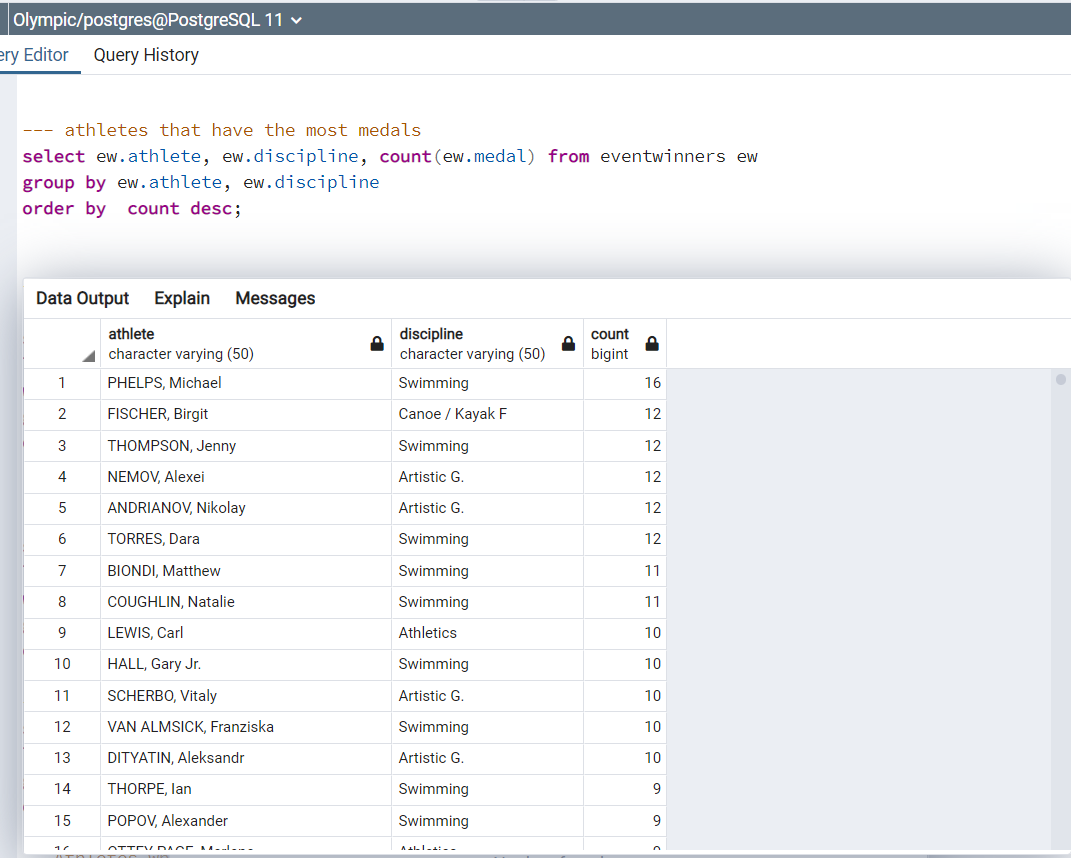 Olympic/postgres@PostgreSQL 11
ery Editor Query History
--- athletes that have the most medals
select ew.athlete, ew.discipline, count(ew.medal) from eventwinners ew
group by ew.athlete, ew.discipline
order by  count desc;
Data Output Explain Messages
athlete discipline count
character varying (50) character varying (50) bigint
1 PHELPS, Michael Swimming 16
2 FISCHER, Birgit Canoe / Kayak F 12
3 THOMPSON, Jenny Swimming 12
4 NEMOV, Alexei Artistic G. 12
5 ANDRIANOV, Nikolay Artistic G. 12
6 TORRES, Dara Swimming 12
7 BIONDI, Matthew Swimming 11
8 COUGHLIN, Natalie Swimming 11
9 LEWIS, Carl Athletics 10
10 HALL, Gary Jr. Swimming 10
11 SCHERBO, Vitaly Artistic G. 10
12 VAN ALMSICK, Franziska Swimming 10
13 DITYATIN, Aleksandr Artistic G. 10
14 THORPE, Ian Swimming 9
15 POPOV, Alexander Swimming 9